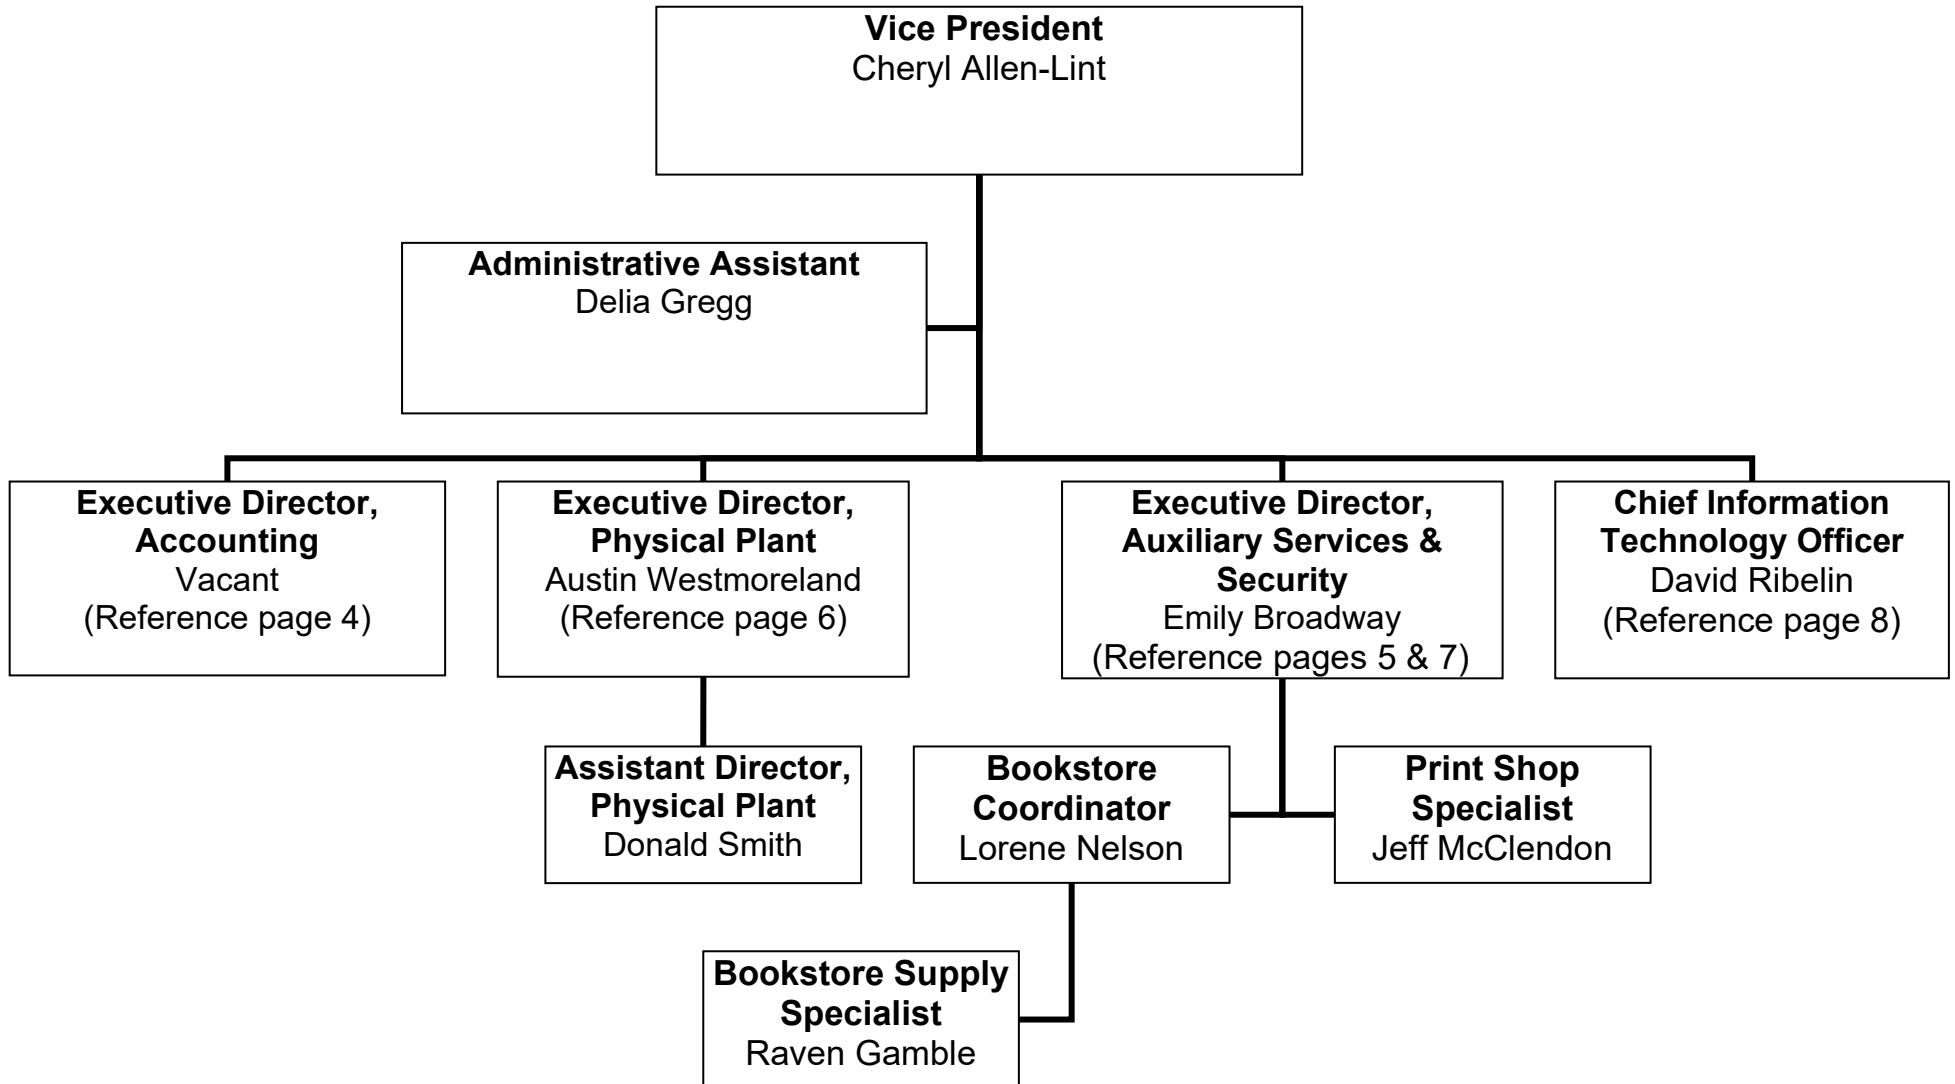 Vice President
Cheryl Allen-Lint
Administrative Assistant
Delia Gregg
Executive Director,
Accounting
Vacant
(Reference page 4)
Executive Director,
Physical Plant
Austin Westmoreland
(Reference page 6)
Executive Director,
Auxiliary Services &
Security
Emily Broadway
(Reference pages 5 & 7)
Chief Information
Technology Officer
David Ribelin
(Reference page 8)
Assistant Director,
Physical Plant
Donald Smith
Bookstore
Coordinator
Lorene Nelson
Print Shop
Specialist
Jeff McClendon
Bookstore Supply
Specialist
Raven Gamble